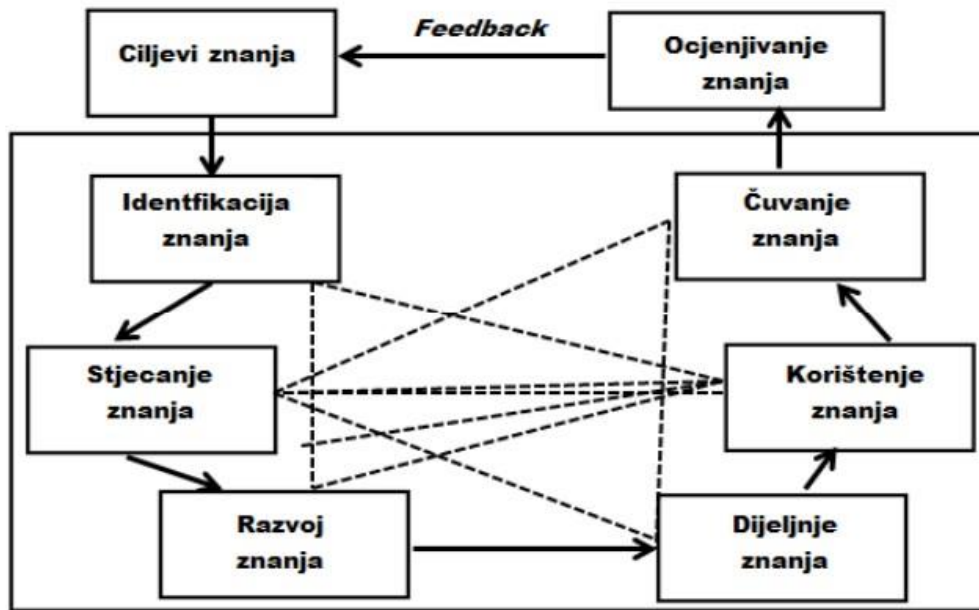 Ciljevi znanja
Feedback
Ocjenjivanje
znanja
Identfikacija
znanja
Čuvanje
znanja
Stjecanje
znanja
Korištenje
znanja
Razvoj
znanja
Dijeljnje
znanja